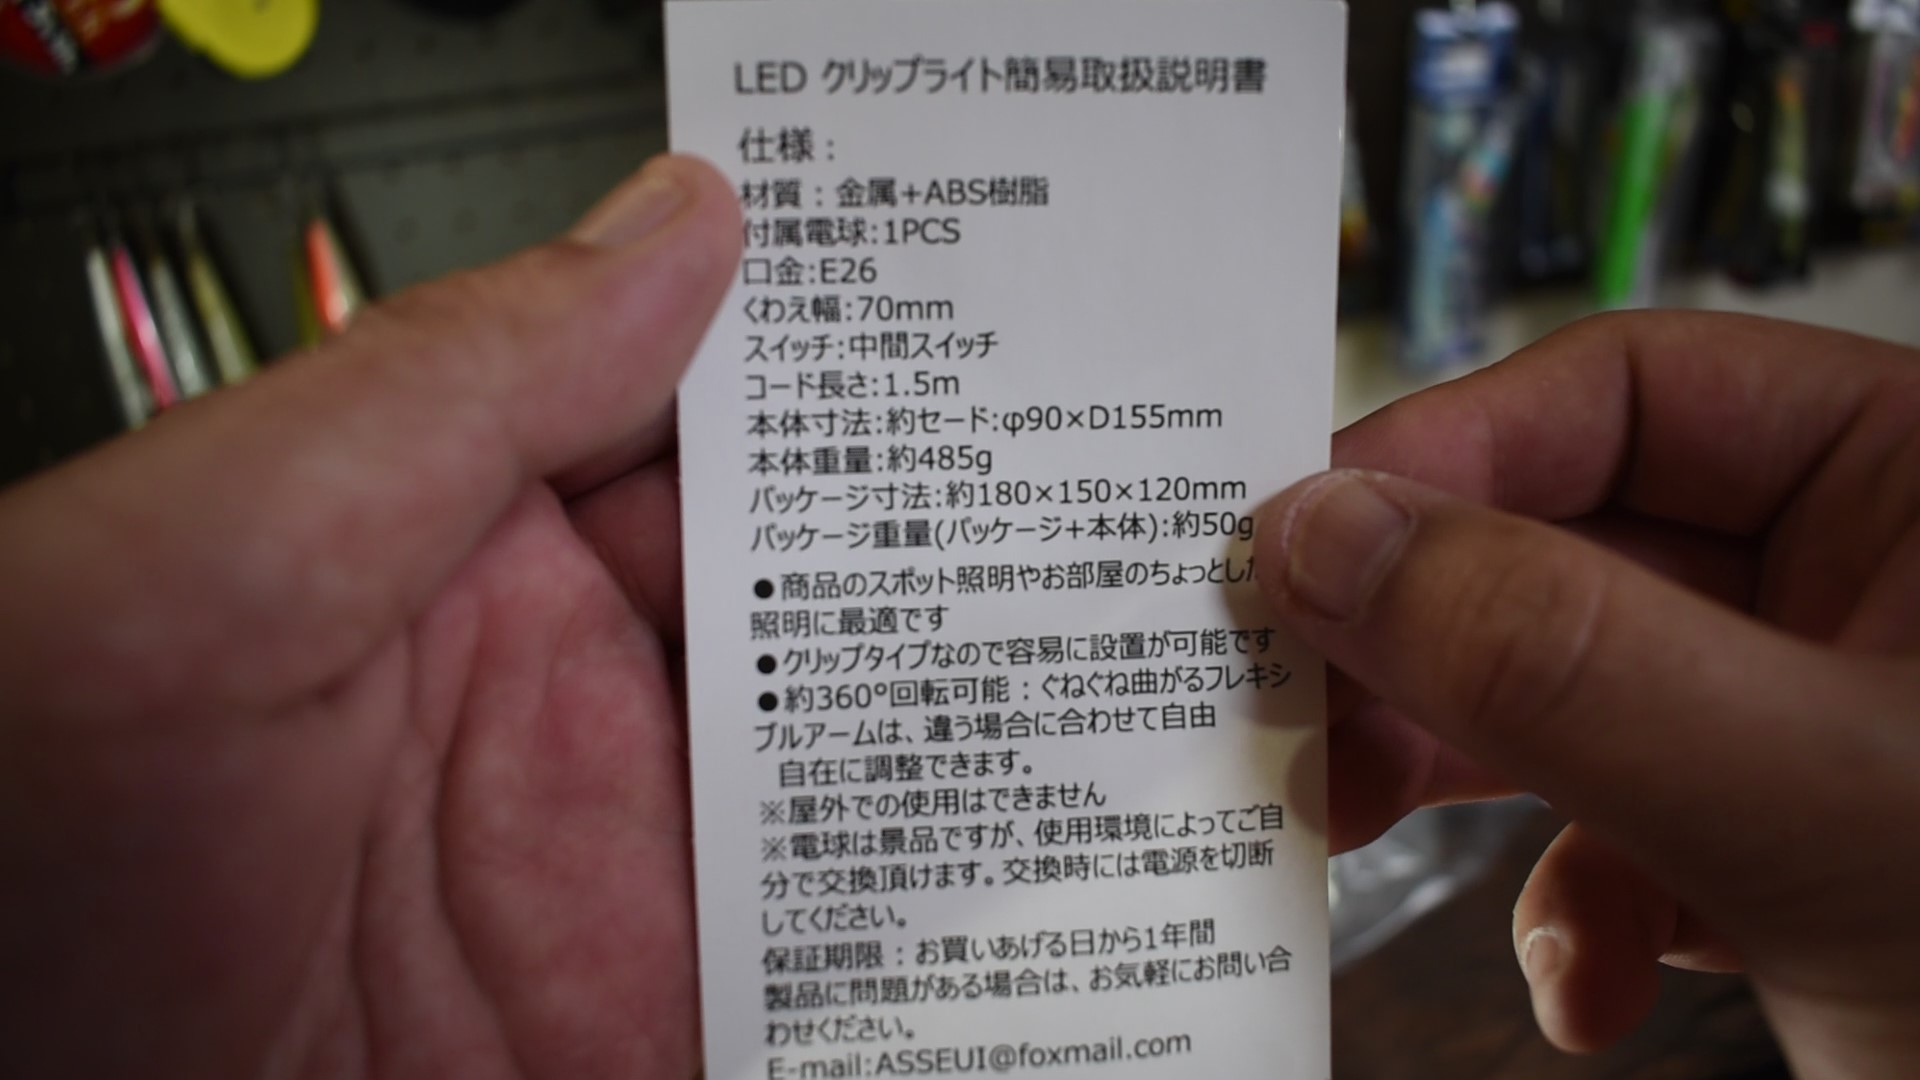 LED クリップライト簡易取扱説明書
仕様：
材質：金属+ABS樹脂
付属電球:1PCS
口金:E26
くわえ幅:70mm
スイッチ:中間スイッチ
コード長さ:1.5m
本体寸法:約セード:φ90×D155mm
本体重量:約485g
パッケージ寸法:約180×150×120mm
パッケージ重量(パッケージ+本体):約50g
●商品のスポット照明やお部屋のちょっとした
照明に最適です
●クリップタイプなので容易に設置が可能です
●約360°回転可能：ぐねぐね曲がるフレキシ
ブルアームは、違う場合に合わせて自由
自在に調整できます。
※屋外での使用はできません
※電球は景品ですが、使用環境によってご自
分で交換頂けます。交換時には電源を切断
してください。
保証期限：お買いあげる日から1年間
製品に問題がある場合は、お気軽にお問い合
わせください。
E-mail:ASSEUI@foxmail.com